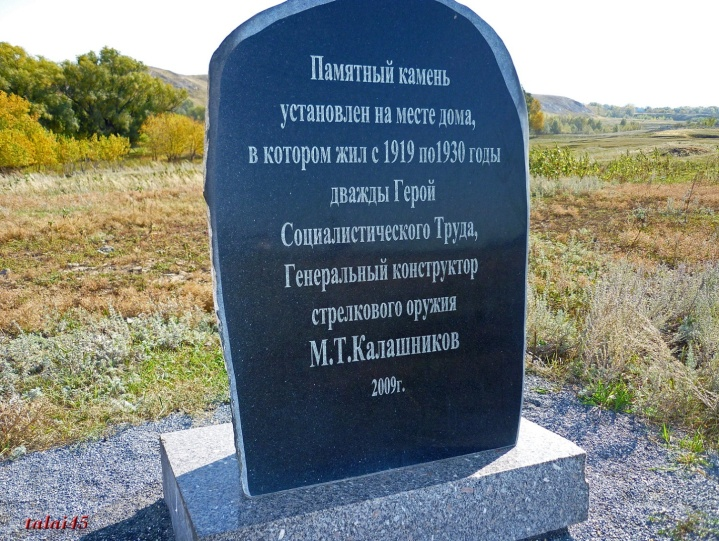 Памятный камень
установлен на месте дома,
в котором жил с 1919 по1930 годы
дважды Герой
Социалистического Труда,
Генеральный конструктор
стрелкового оружия
М.Т.Калашников
2009г.
talai45